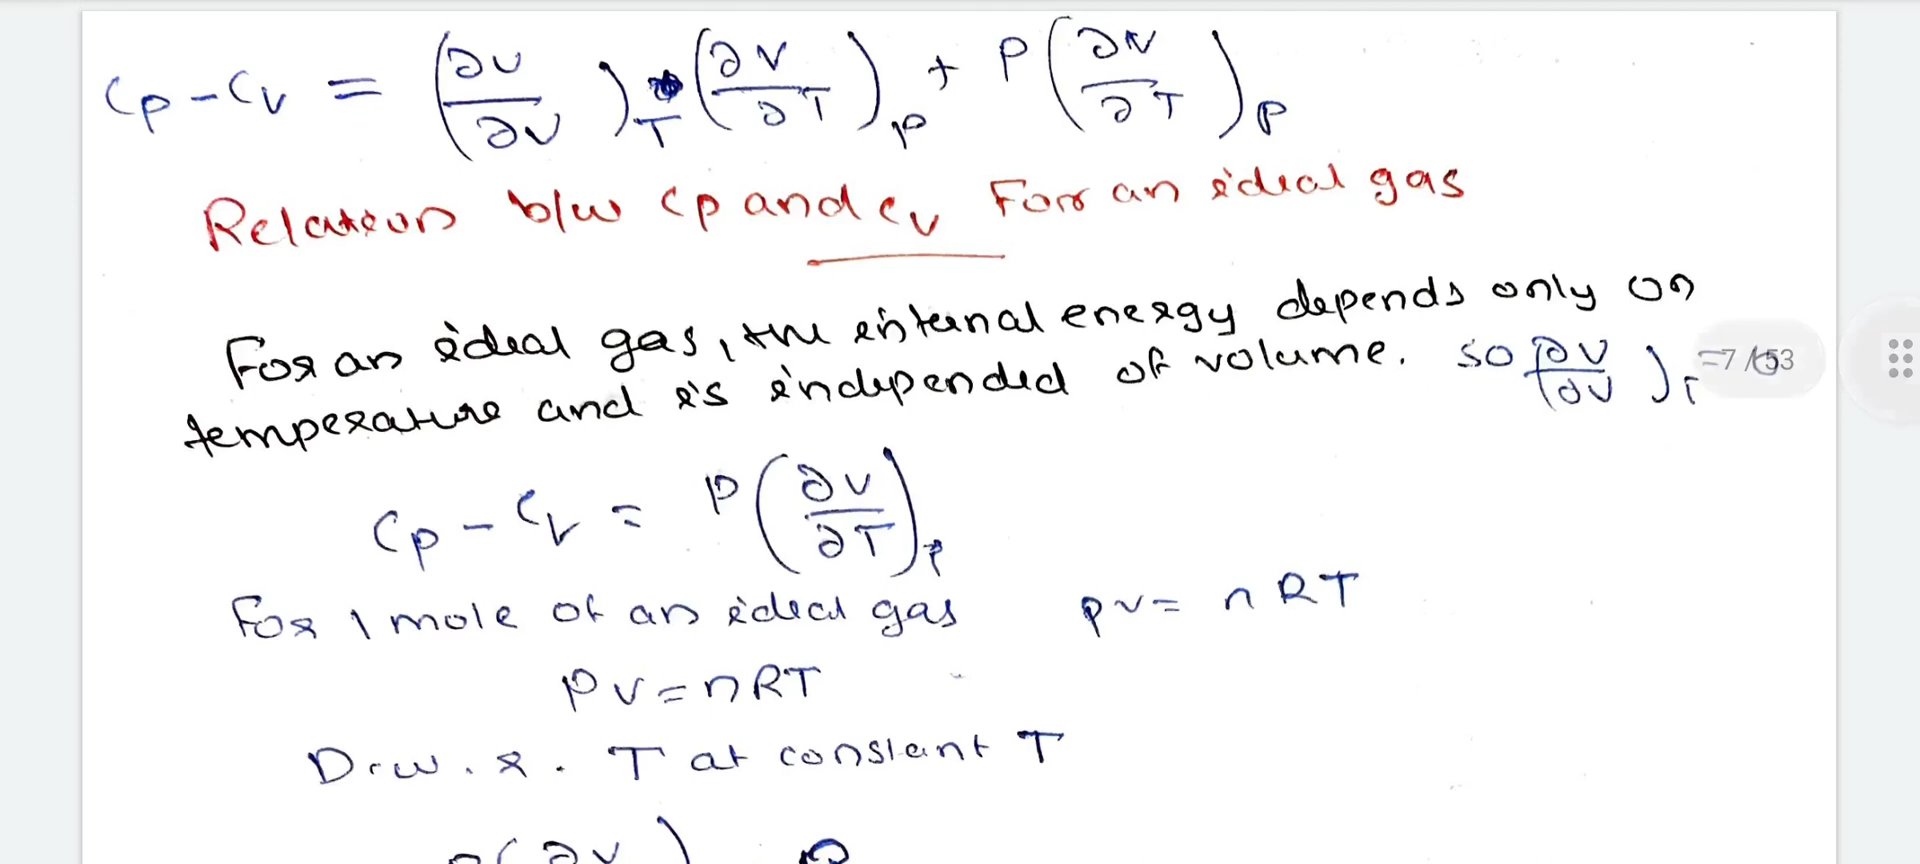 Cp - Cv = (∂U/∂V)T (∂V/∂T)p + P(∂V/∂T)p
Relation b/w Cp and Cv For an ideal gas
For an ideal gas, the internal energy depends only on
temperature and is independed of volume. so (∂U/∂V)T =
7 / 53
Cp - Cv = P(∂V/∂T)p
For 1 mole of an ideal gas PV = nRT
PV = nRT
D.w.r. T at constant T